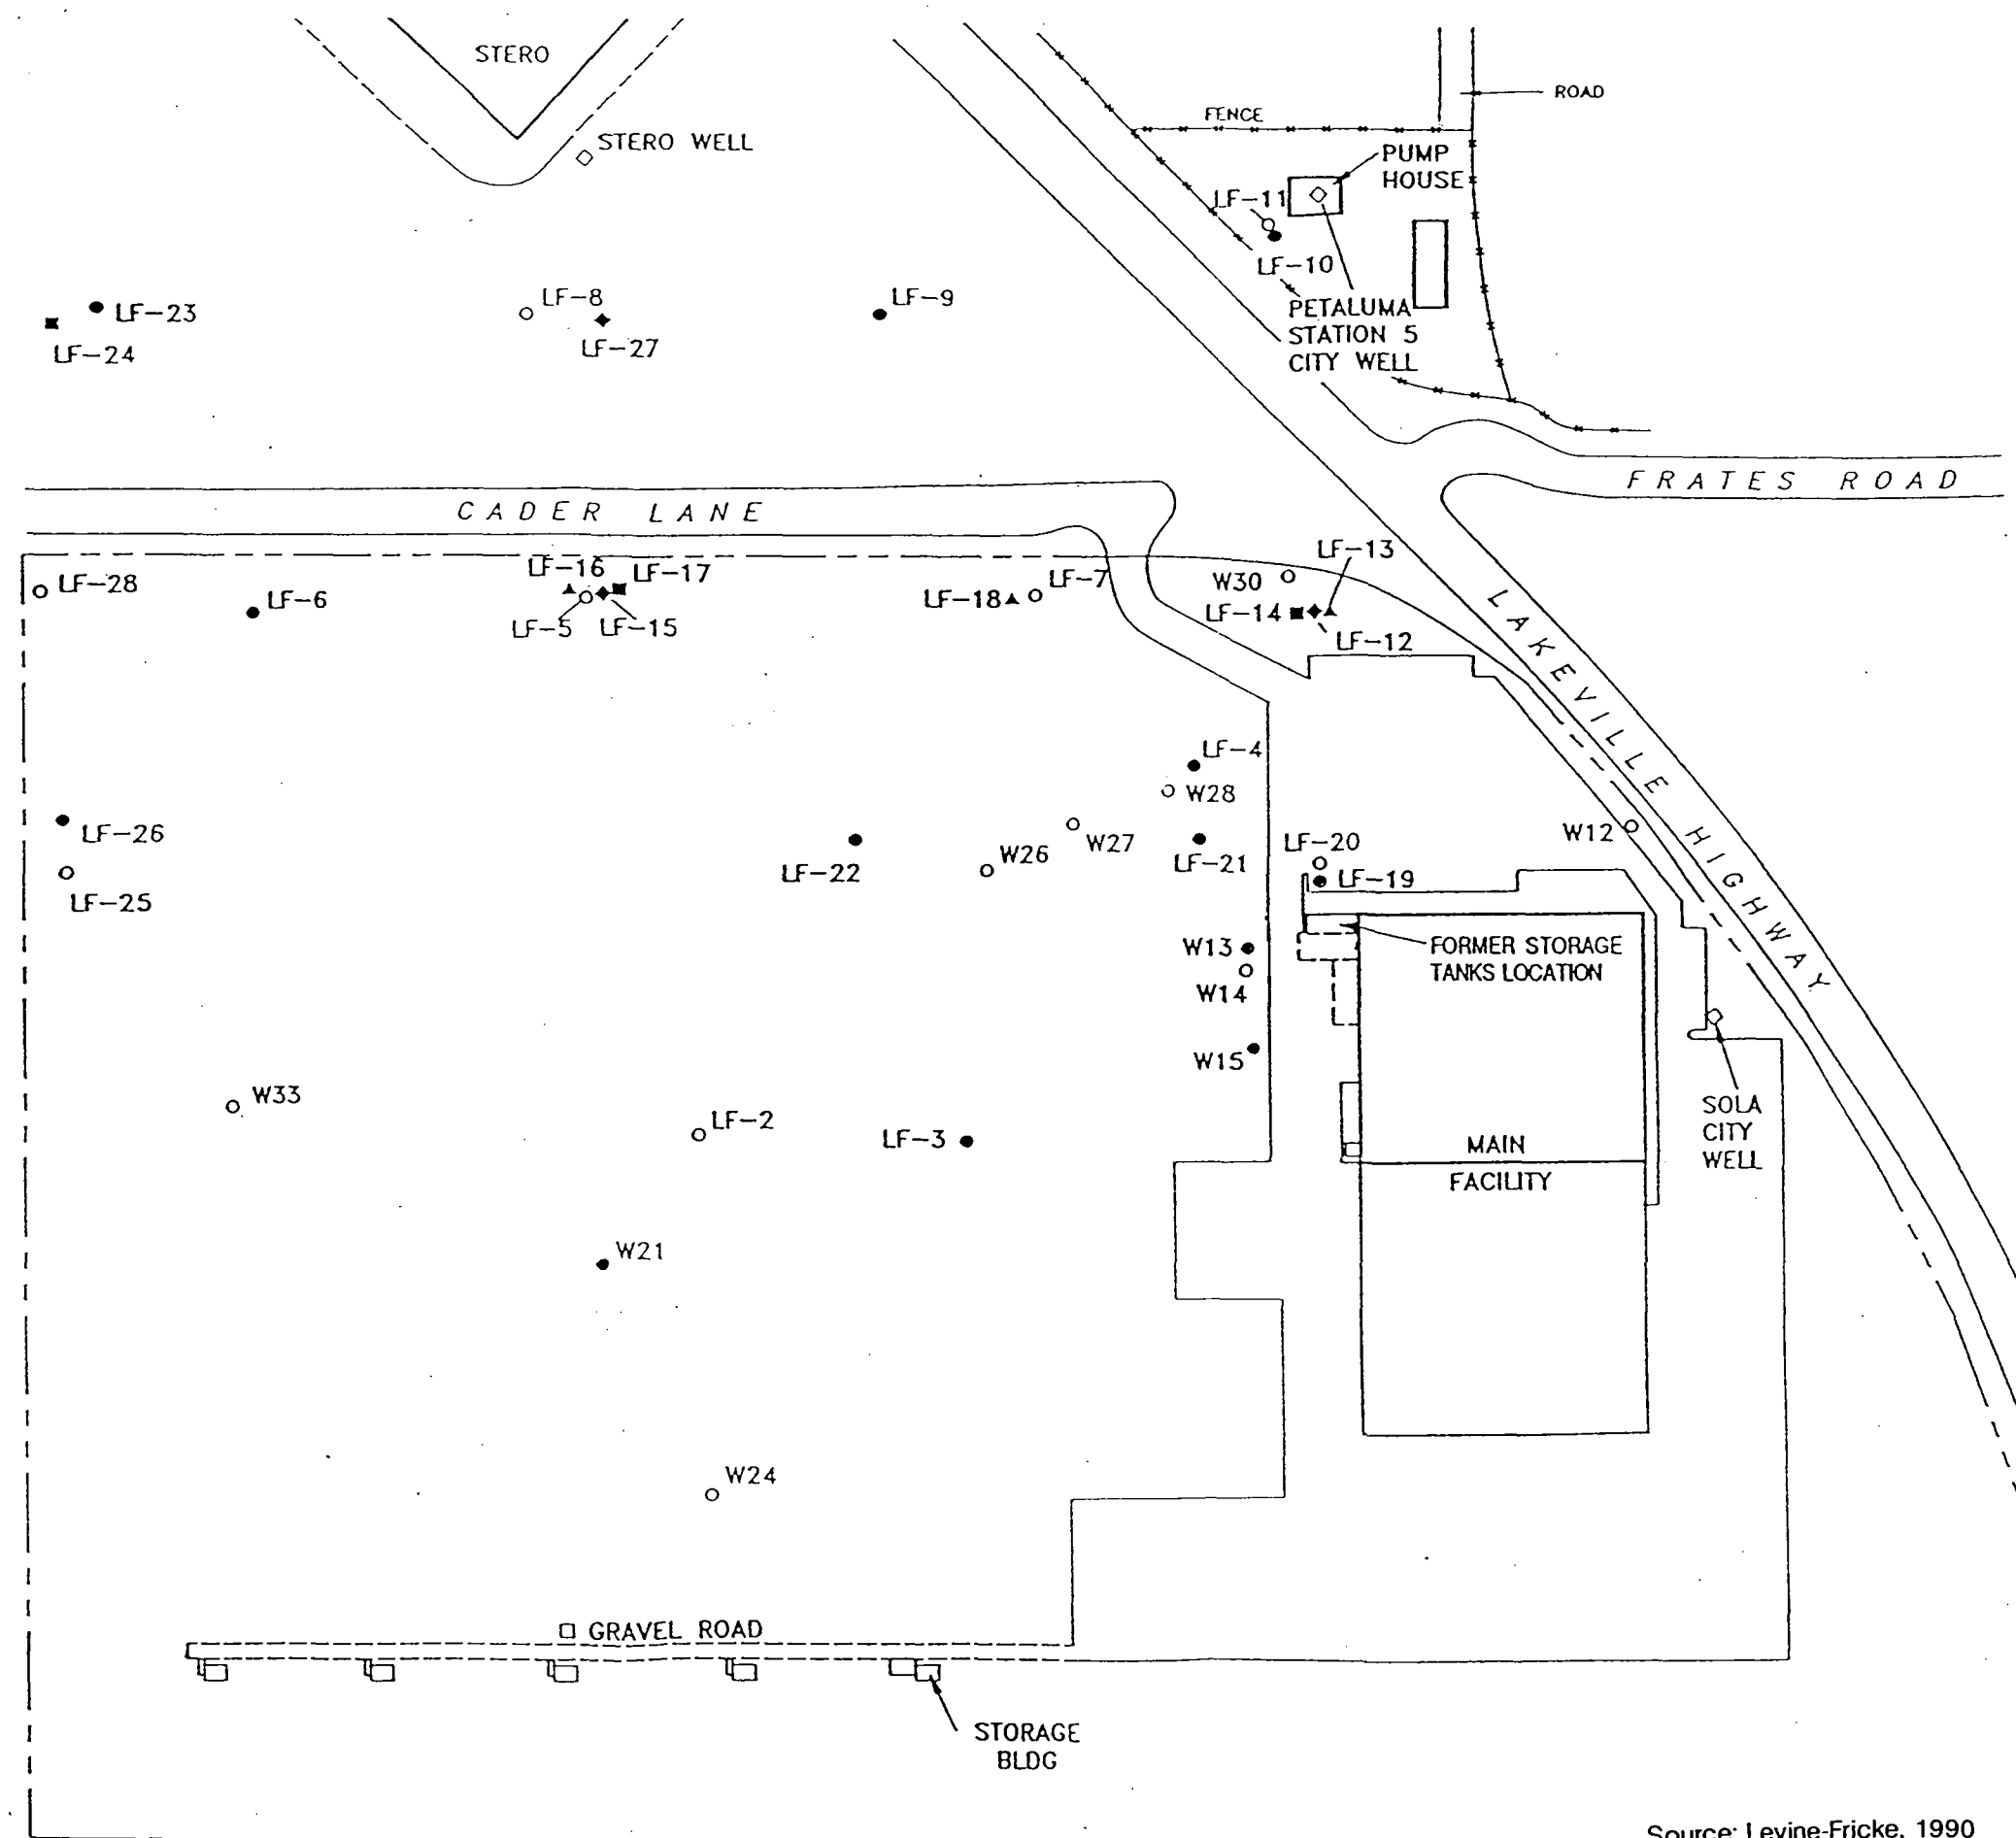 STERO
ROAD
FENCE
STERO WELL
PUMP
HOUSE
LF-11
LF-10
LF-23
LF-8
LF-9
PETALUMA
STATION 5
CITY WELL
LF-24
LF-27
FRATES ROAD
CADER LANE
LF-13
LF-16
LF-17
LF-28
LF-7
W30
LF-6
LF-18
LF-14
LF-5
LF-15
LF-12
LAKEVILLE HIGHWAY
LF-4
W28
LF-26
W27
W12
LF-20
LF-22
W26
LF-21
LF-19
LF-25
W13
FORMER STORAGE
TANKS LOCATION
W14
W15
W33
SOLA
CITY
WELL
LF-2
LF-3
MAIN
FACILITY
W21
W24
GRAVEL ROAD
STORAGE
BLDG
Source: Levine-Fricke, 1990